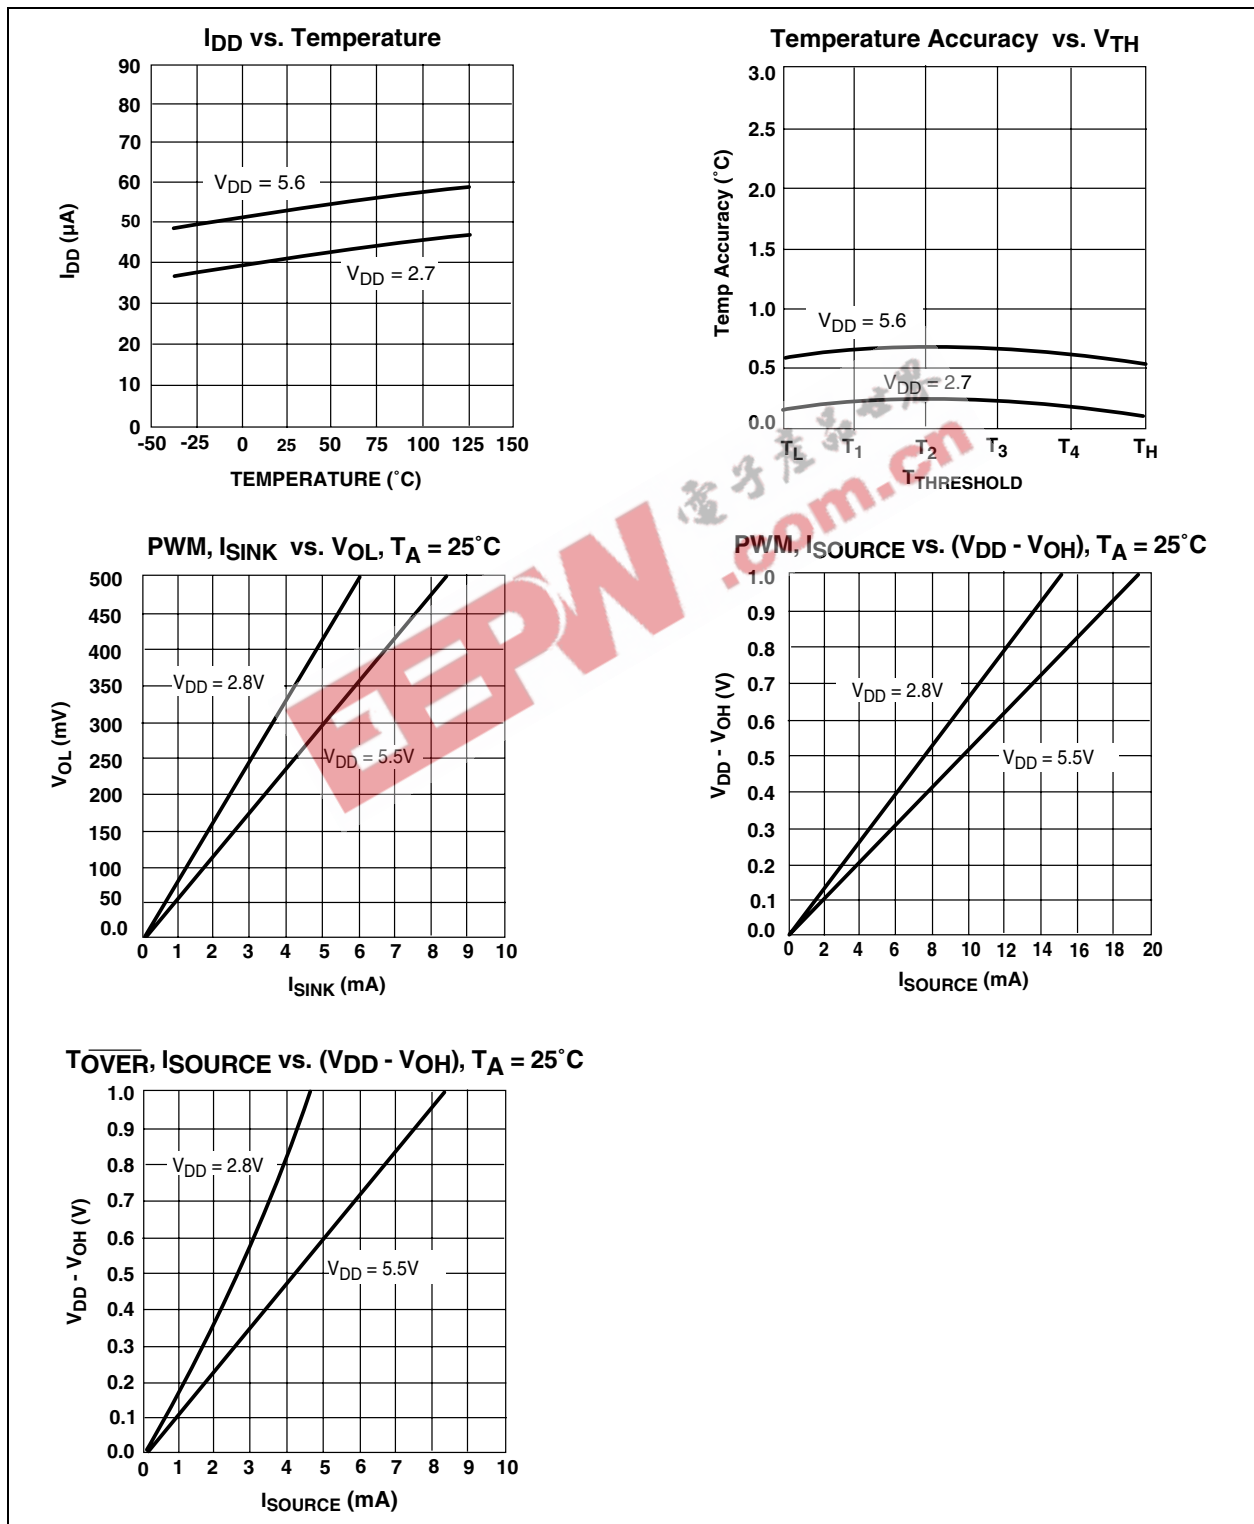 IDD vs. Temperature
90
80
70
60
50
40
30
20
10
0
IDD (µA)
VDD = 5.6
VDD = 2.7
-50 -25 0 25 50 75 100 125 150
TEMPERATURE (˚C)
Temperature Accuracy vs. VTH
3.0
2.5
2.0
1.5
1.0
0.5
0.0
Temp Accuracy (˚C)
VDD = 5.6
VDD = 2.7
TL T1 T2 T3 T4 TH
TTHRESHOLD
PWM, ISINK vs. VOL, TA = 25˚C
500
450
400
350
300
250
200
150
100
50
0.0
VOL (mV)
VDD = 2.8V
VDD = 5.5V
0 1 2 3 4 5 6 7 8 9 10
ISINK (mA)
PWM, ISOURCE vs. (VDD - VOH), TA = 25˚C
1.0
0.9
0.8
0.7
0.6
0.5
0.4
0.3
0.2
0.1
0.0
VDD - VOH (V)
VDD = 2.8V
VDD = 5.5V
0 2 4 6 8 10 12 14 16 18 20
ISOURCE (mA)
TOVER, ISOURCE vs. (VDD - VOH), TA = 25˚C
1.0
0.9
0.8
0.7
0.6
0.5
0.4
0.3
0.2
0.1
0.0
VDD - VOH (V)
VDD = 2.8V
VDD = 5.5V
0 1 2 3 4 5 6 7 8 9 10
ISOURCE (mA)
EEPW
電子產品世界
.com.cn